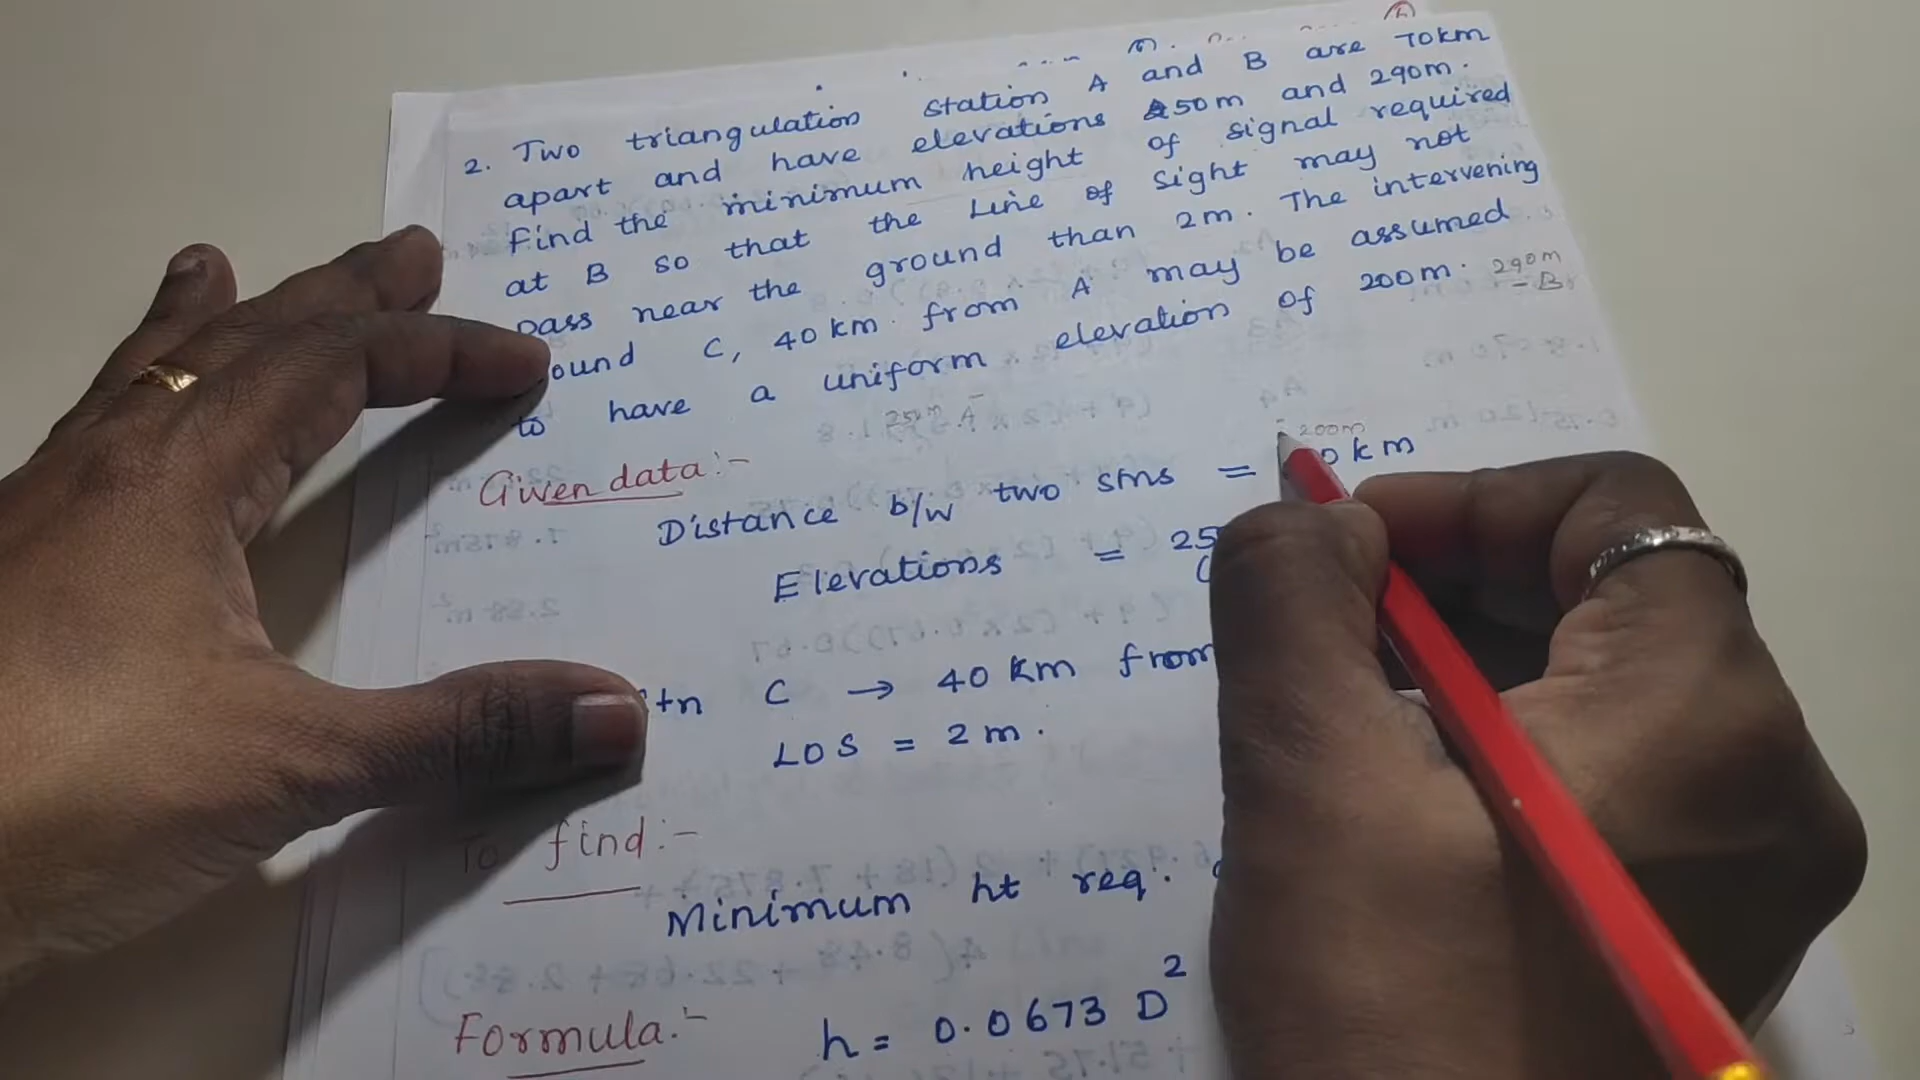 2. Two triangulation station A and B are 70km
apart and have elevations 250m and 290m.
Find the minimum height of signal required
at B so that the Line of sight may not
pass near the ground than 2m. The intervening
ound C, 40km from A may be assumed
to have a uniform elevation of 200m.
290m
- B
250m A
200m
Given data:-
Distance b/w two stns = 0km
Elevations = 25
tn C → 40 km from
LOS = 2m.
To find:-
Minimum ht req.
Formula:-
h = 0.0673 D²